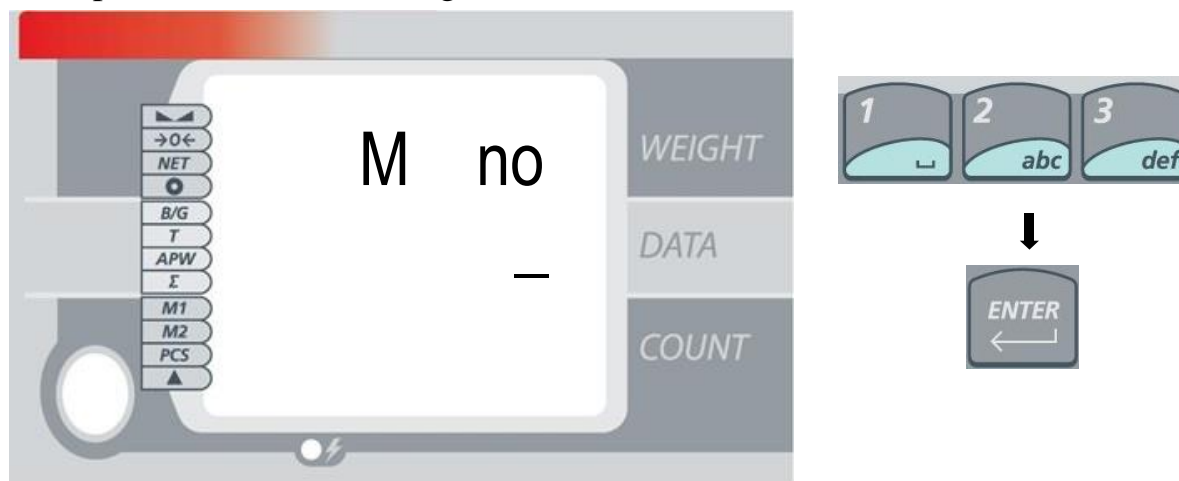 →0←
NET
B/G
T
APW
Σ
M1
M2
PCS
M no
_
WEIGHT
DATA
COUNT
1 ␣
2 abc
3 def
ENTER